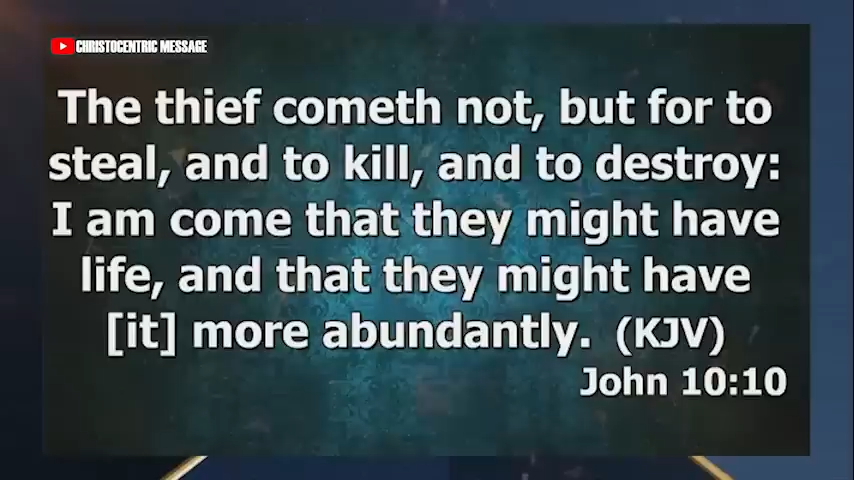 CHRISTOCENTRIC MESSAGE
The thief cometh not, but for to
steal, and to kill, and to destroy:
I am come that they might have
life, and that they might have
[it] more abundantly. (KJV)
John 10:10